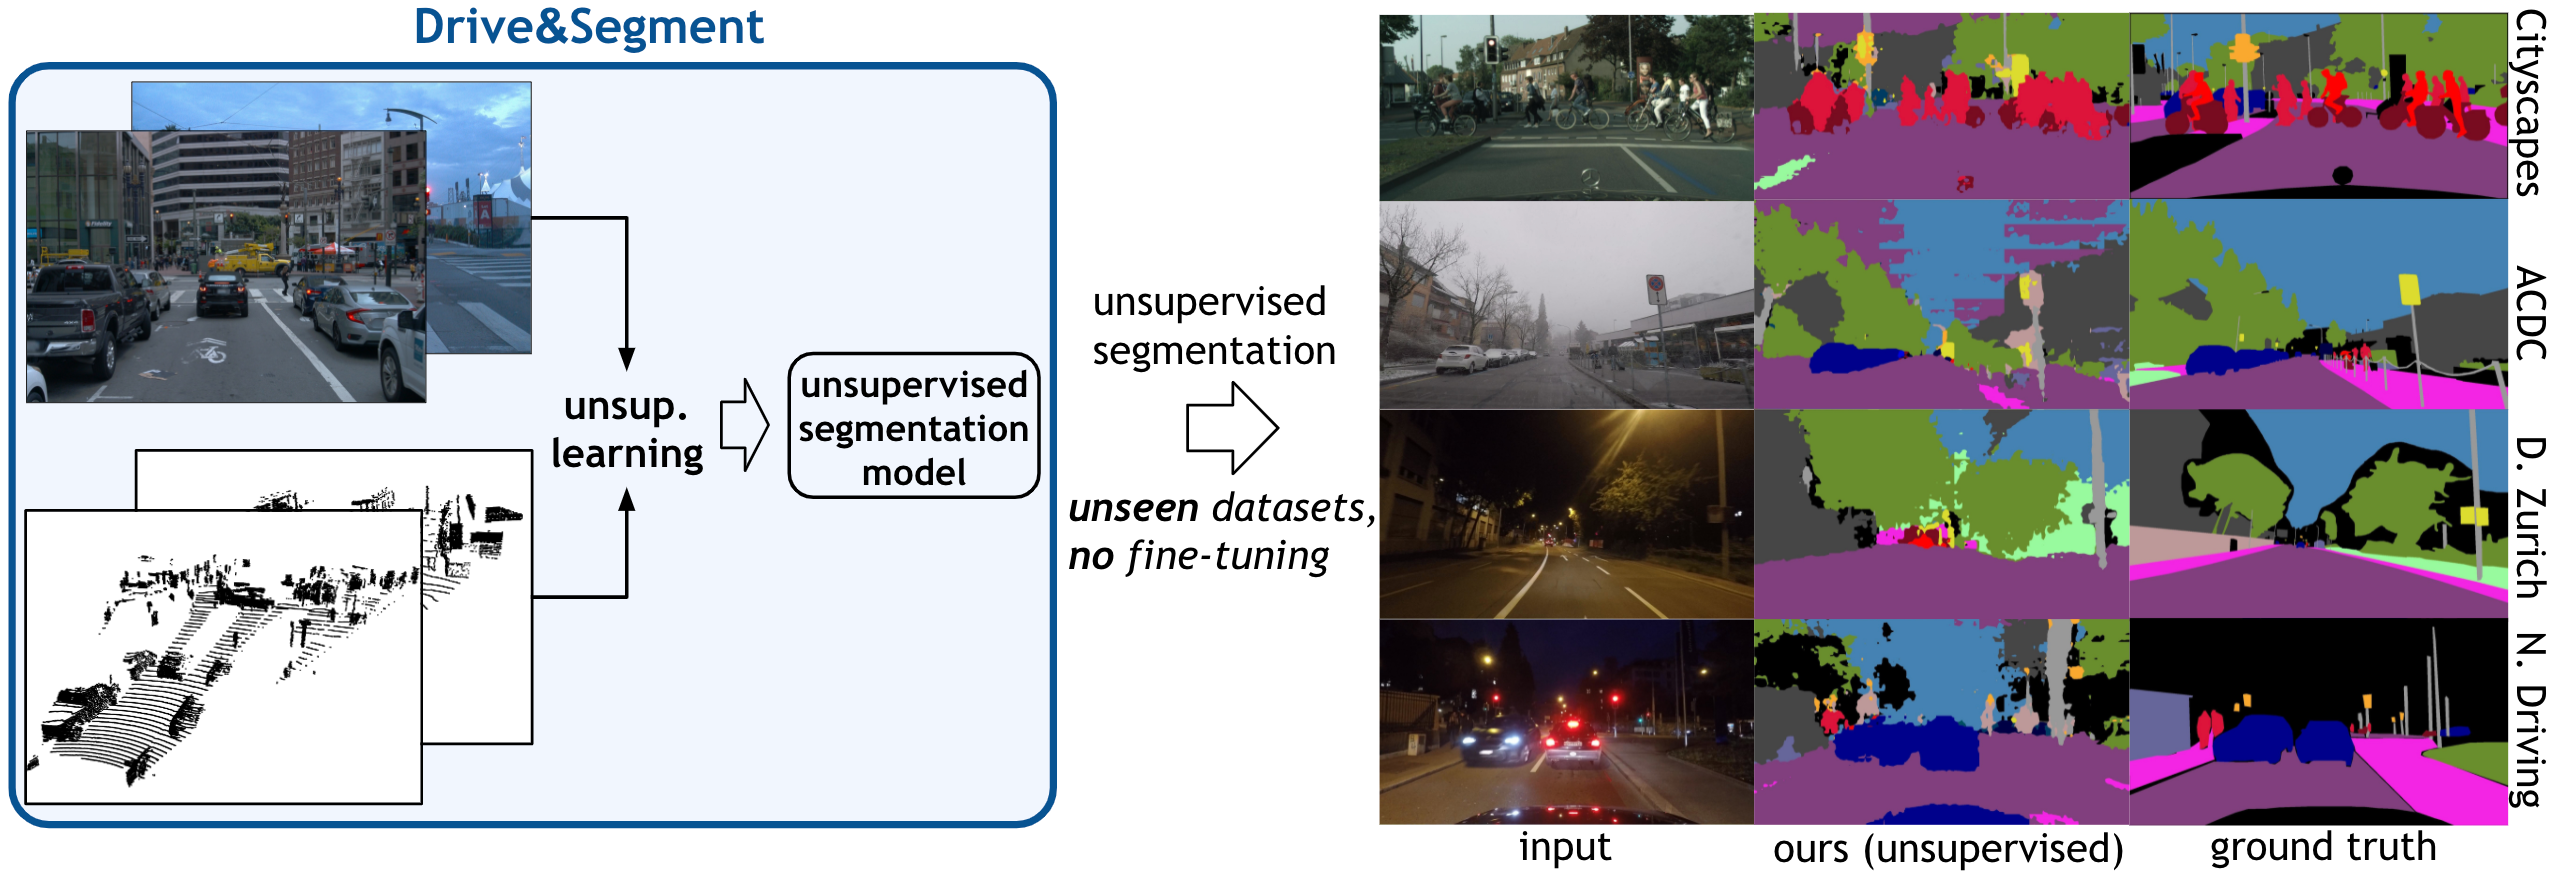 Drive&Segment
unsup.
learning
unsupervised
segmentation
model
unsupervised
segmentation
unseen datasets,
no fine-tuning
Cityscapes
ACDC
D. Zurich
N. Driving
input
ours (unsupervised)
ground truth
Fidelity
A